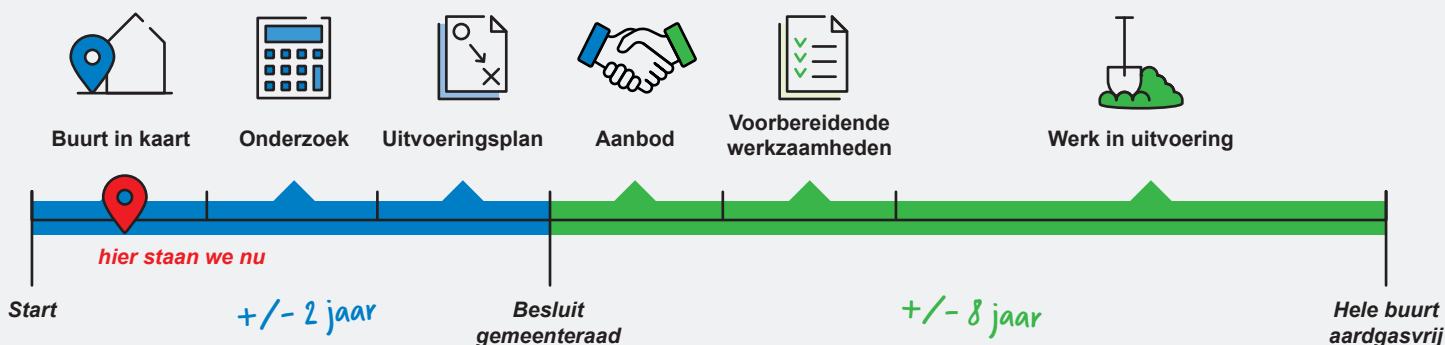 Buurt in kaart
Onderzoek
Uitvoeringsplan
Aanbod
Voorbereidende
werkzaamheden
Werk in uitvoering
hier staan we nu
Start
+/- 2 jaar
Besluit
gemeenteraad
+/- 8 jaar
Hele buurt
aardgasvrij